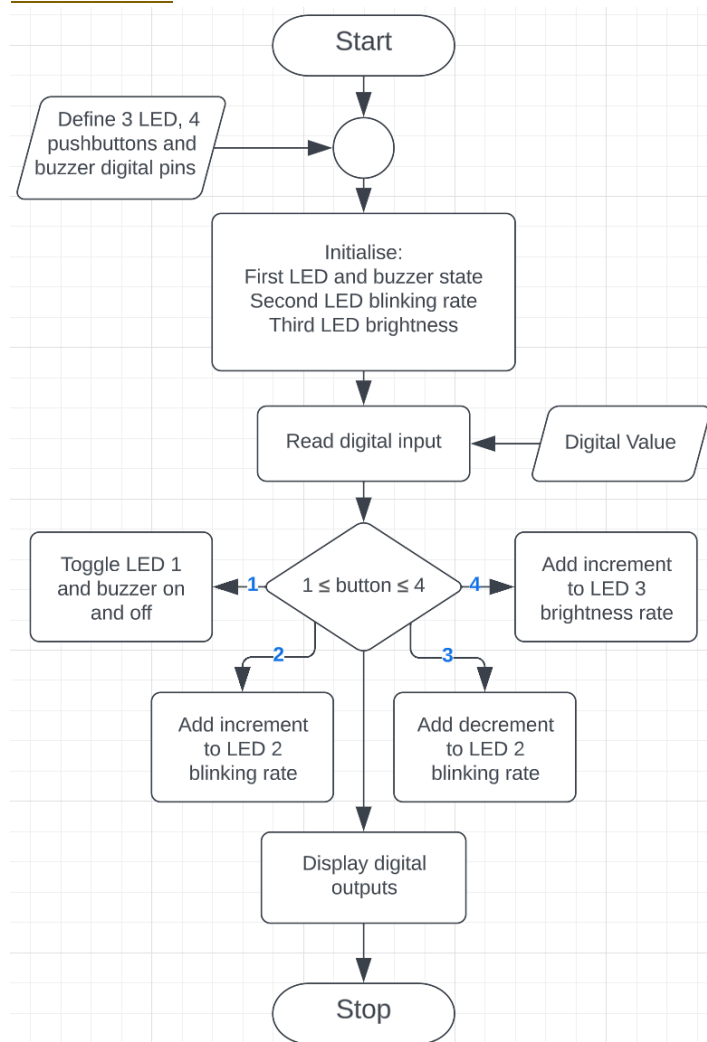 Start
Define 3 LED, 4
pushbuttons and
buzzer digital pins
Initialise:
First LED and buzzer state
Second LED blinking rate
Third LED brightness
Read digital input
Digital Value
Toggle LED 1
and buzzer on
and off
1
1 ≤ button ≤ 4
4
Add increment
to LED 3
brightness rate
2
3
Add increment
to LED 2
blinking rate
Add decrement
to LED 2
blinking rate
Display digital
outputs
Stop